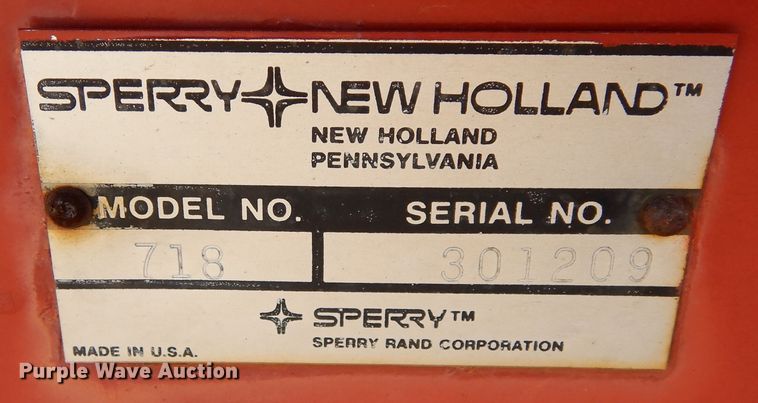 SPERRY NEW HOLLAND™
NEW HOLLAND
PENNSYLVANIA
MODEL NO. SERIAL NO.
718 301209
SPERRY™
SPERRY RAND CORPORATION
MADE IN U.S.A.
Purple Wave Auction